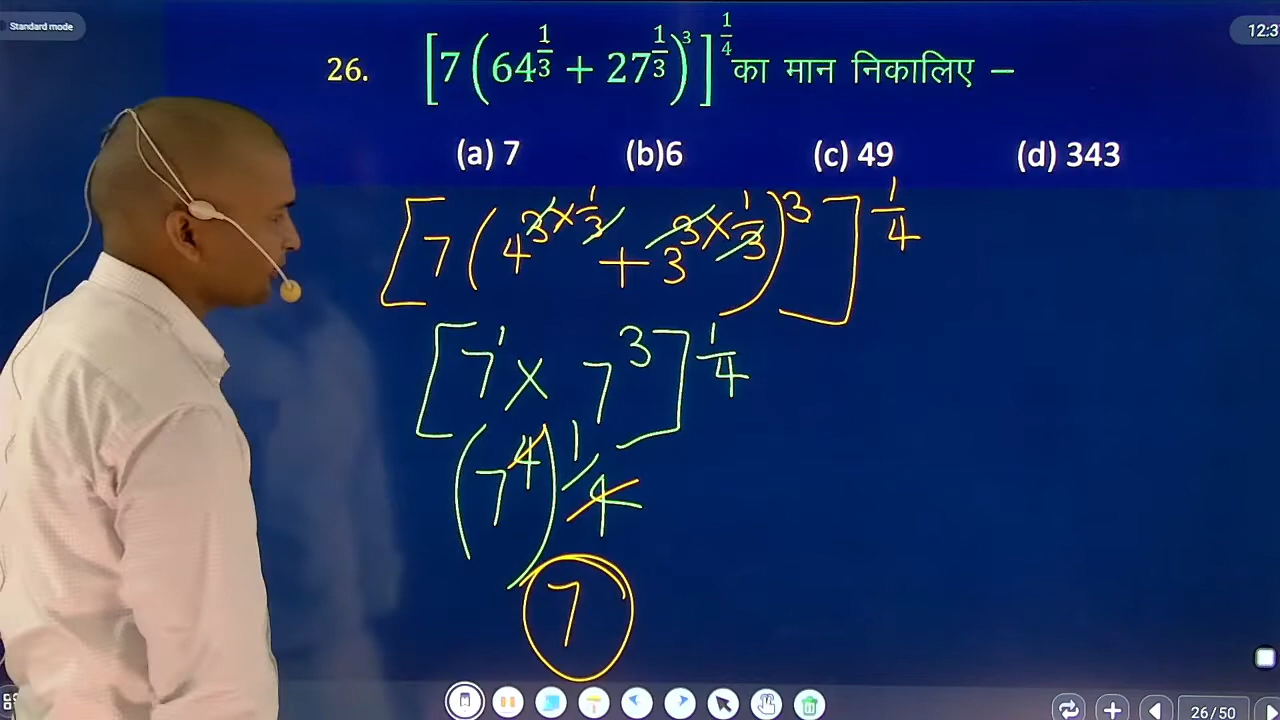 Standard mode
12:3
26. [7(64^{1/3} + 27^{1/3})^3]^{1/4} का मान निकालिए –
(a) 7 (b)6 (c) 49 (d) 343
[7(4^{3×1/3} + 3^{3×1/3})^3]^{1/4}
[7^1 × 7^3]^{1/4}
(7^4)^{1/4}
7
26/50